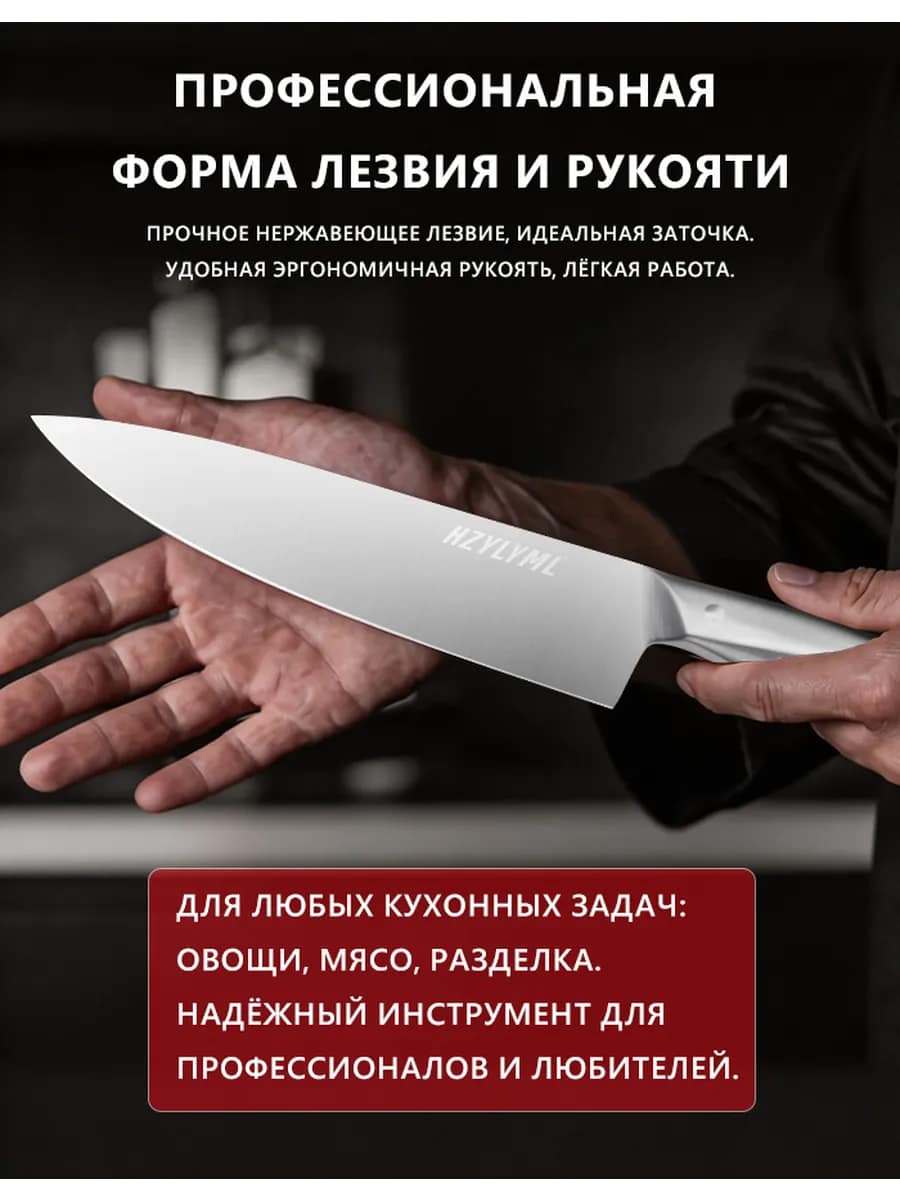 ПРОФЕССИОНАЛЬНАЯ
ФОРМА ЛЕЗВИЯ И РУКОЯТИ
ПРОЧНОЕ НЕРЖАВЕЮЩЕЕ ЛЕЗВИЕ, ИДЕАЛЬНАЯ ЗАТОЧКА.
УДОБНАЯ ЭРГОНОМИЧНАЯ РУКОЯТЬ, ЛЁГКАЯ РАБОТА.
HZYLYML
ДЛЯ ЛЮБЫХ КУХОННЫХ ЗАДАЧ:
ОВОЩИ, МЯСО, РАЗДЕЛКА.
НАДЁЖНЫЙ ИНСТРУМЕНТ ДЛЯ
ПРОФЕССИОНАЛОВ И ЛЮБИТЕЛЕЙ.